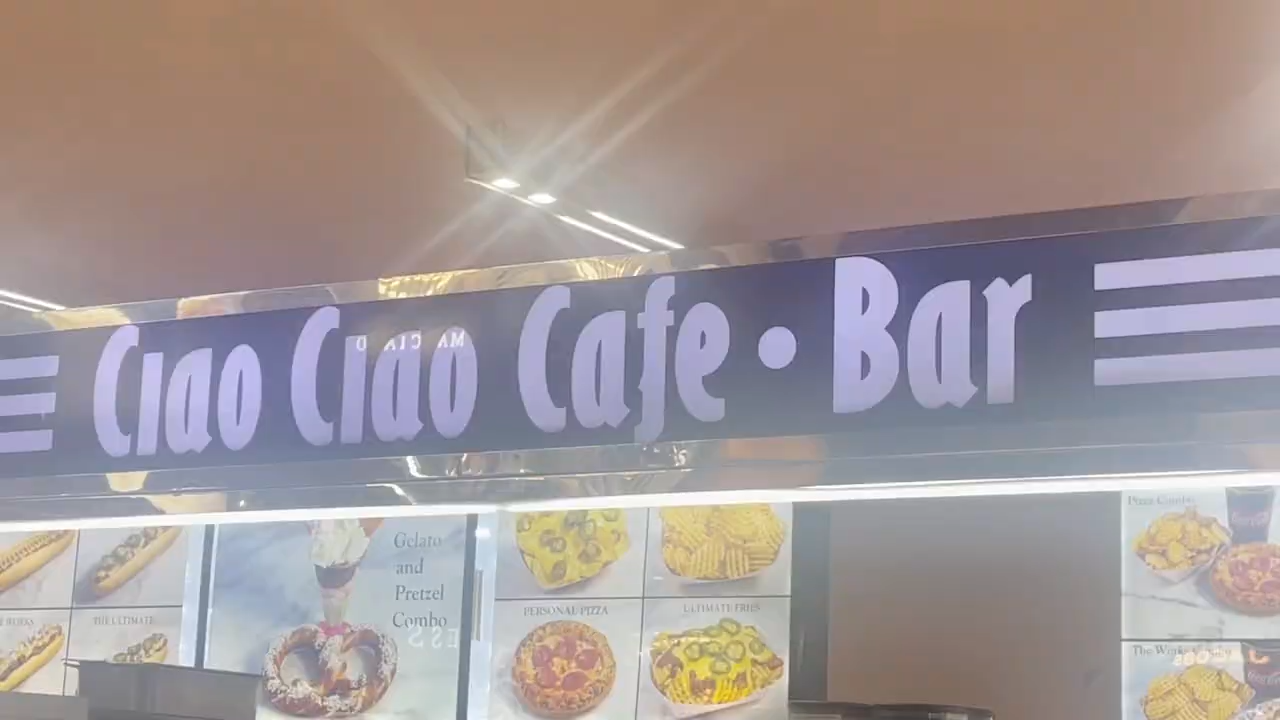 Ciao Ciao Cafe • Bar
Gelato
and
Pretzel
Combo
THE ULTIMATE
PERSONAL PIZZA
ULTIMATE FRIES
Pizza Combo